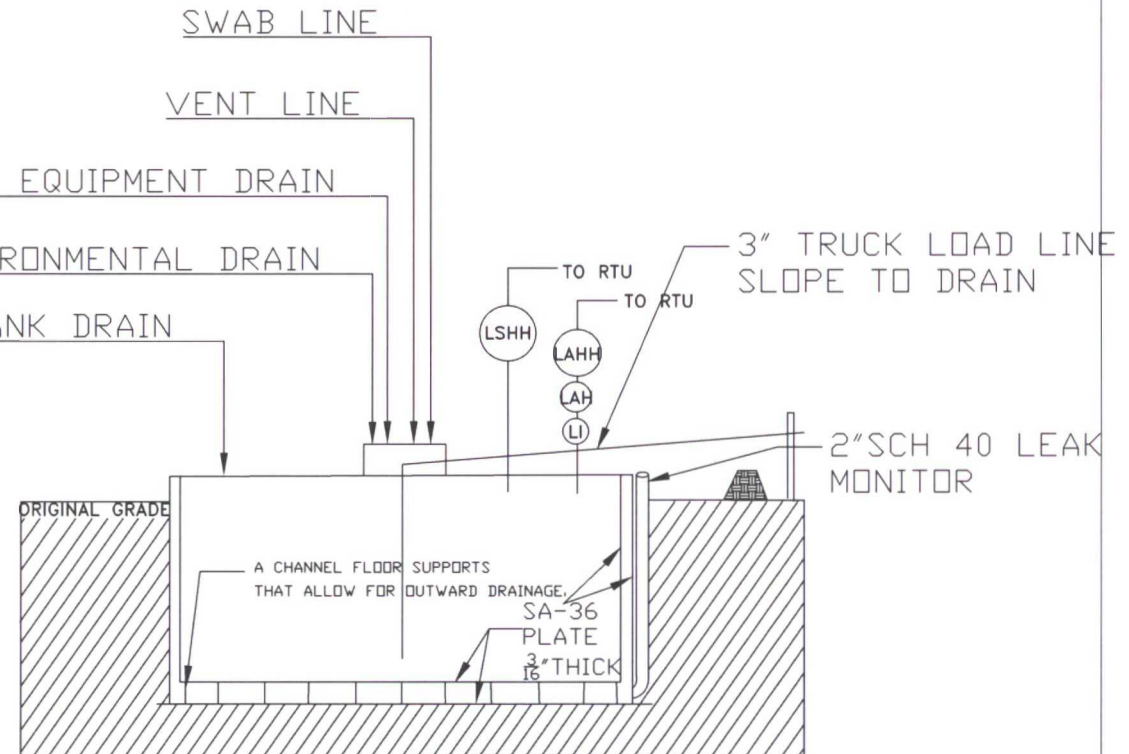 SWAB LINE
VENT LINE
EQUIPMENT DRAIN
RONMENTAL DRAIN
ANK DRAIN
TO RTU
TO RTU
LSHH
LAHH
LAH
LI
3" TRUCK LOAD LINE
SLOPE TO DRAIN
2"SCH 40 LEAK
MONITOR
ORIGINAL GRADE
A CHANNEL FLOOR SUPPORTS
THAT ALLOW FOR OUTWARD DRAINAGE.
SA-36
PLATE
3/16"THICK